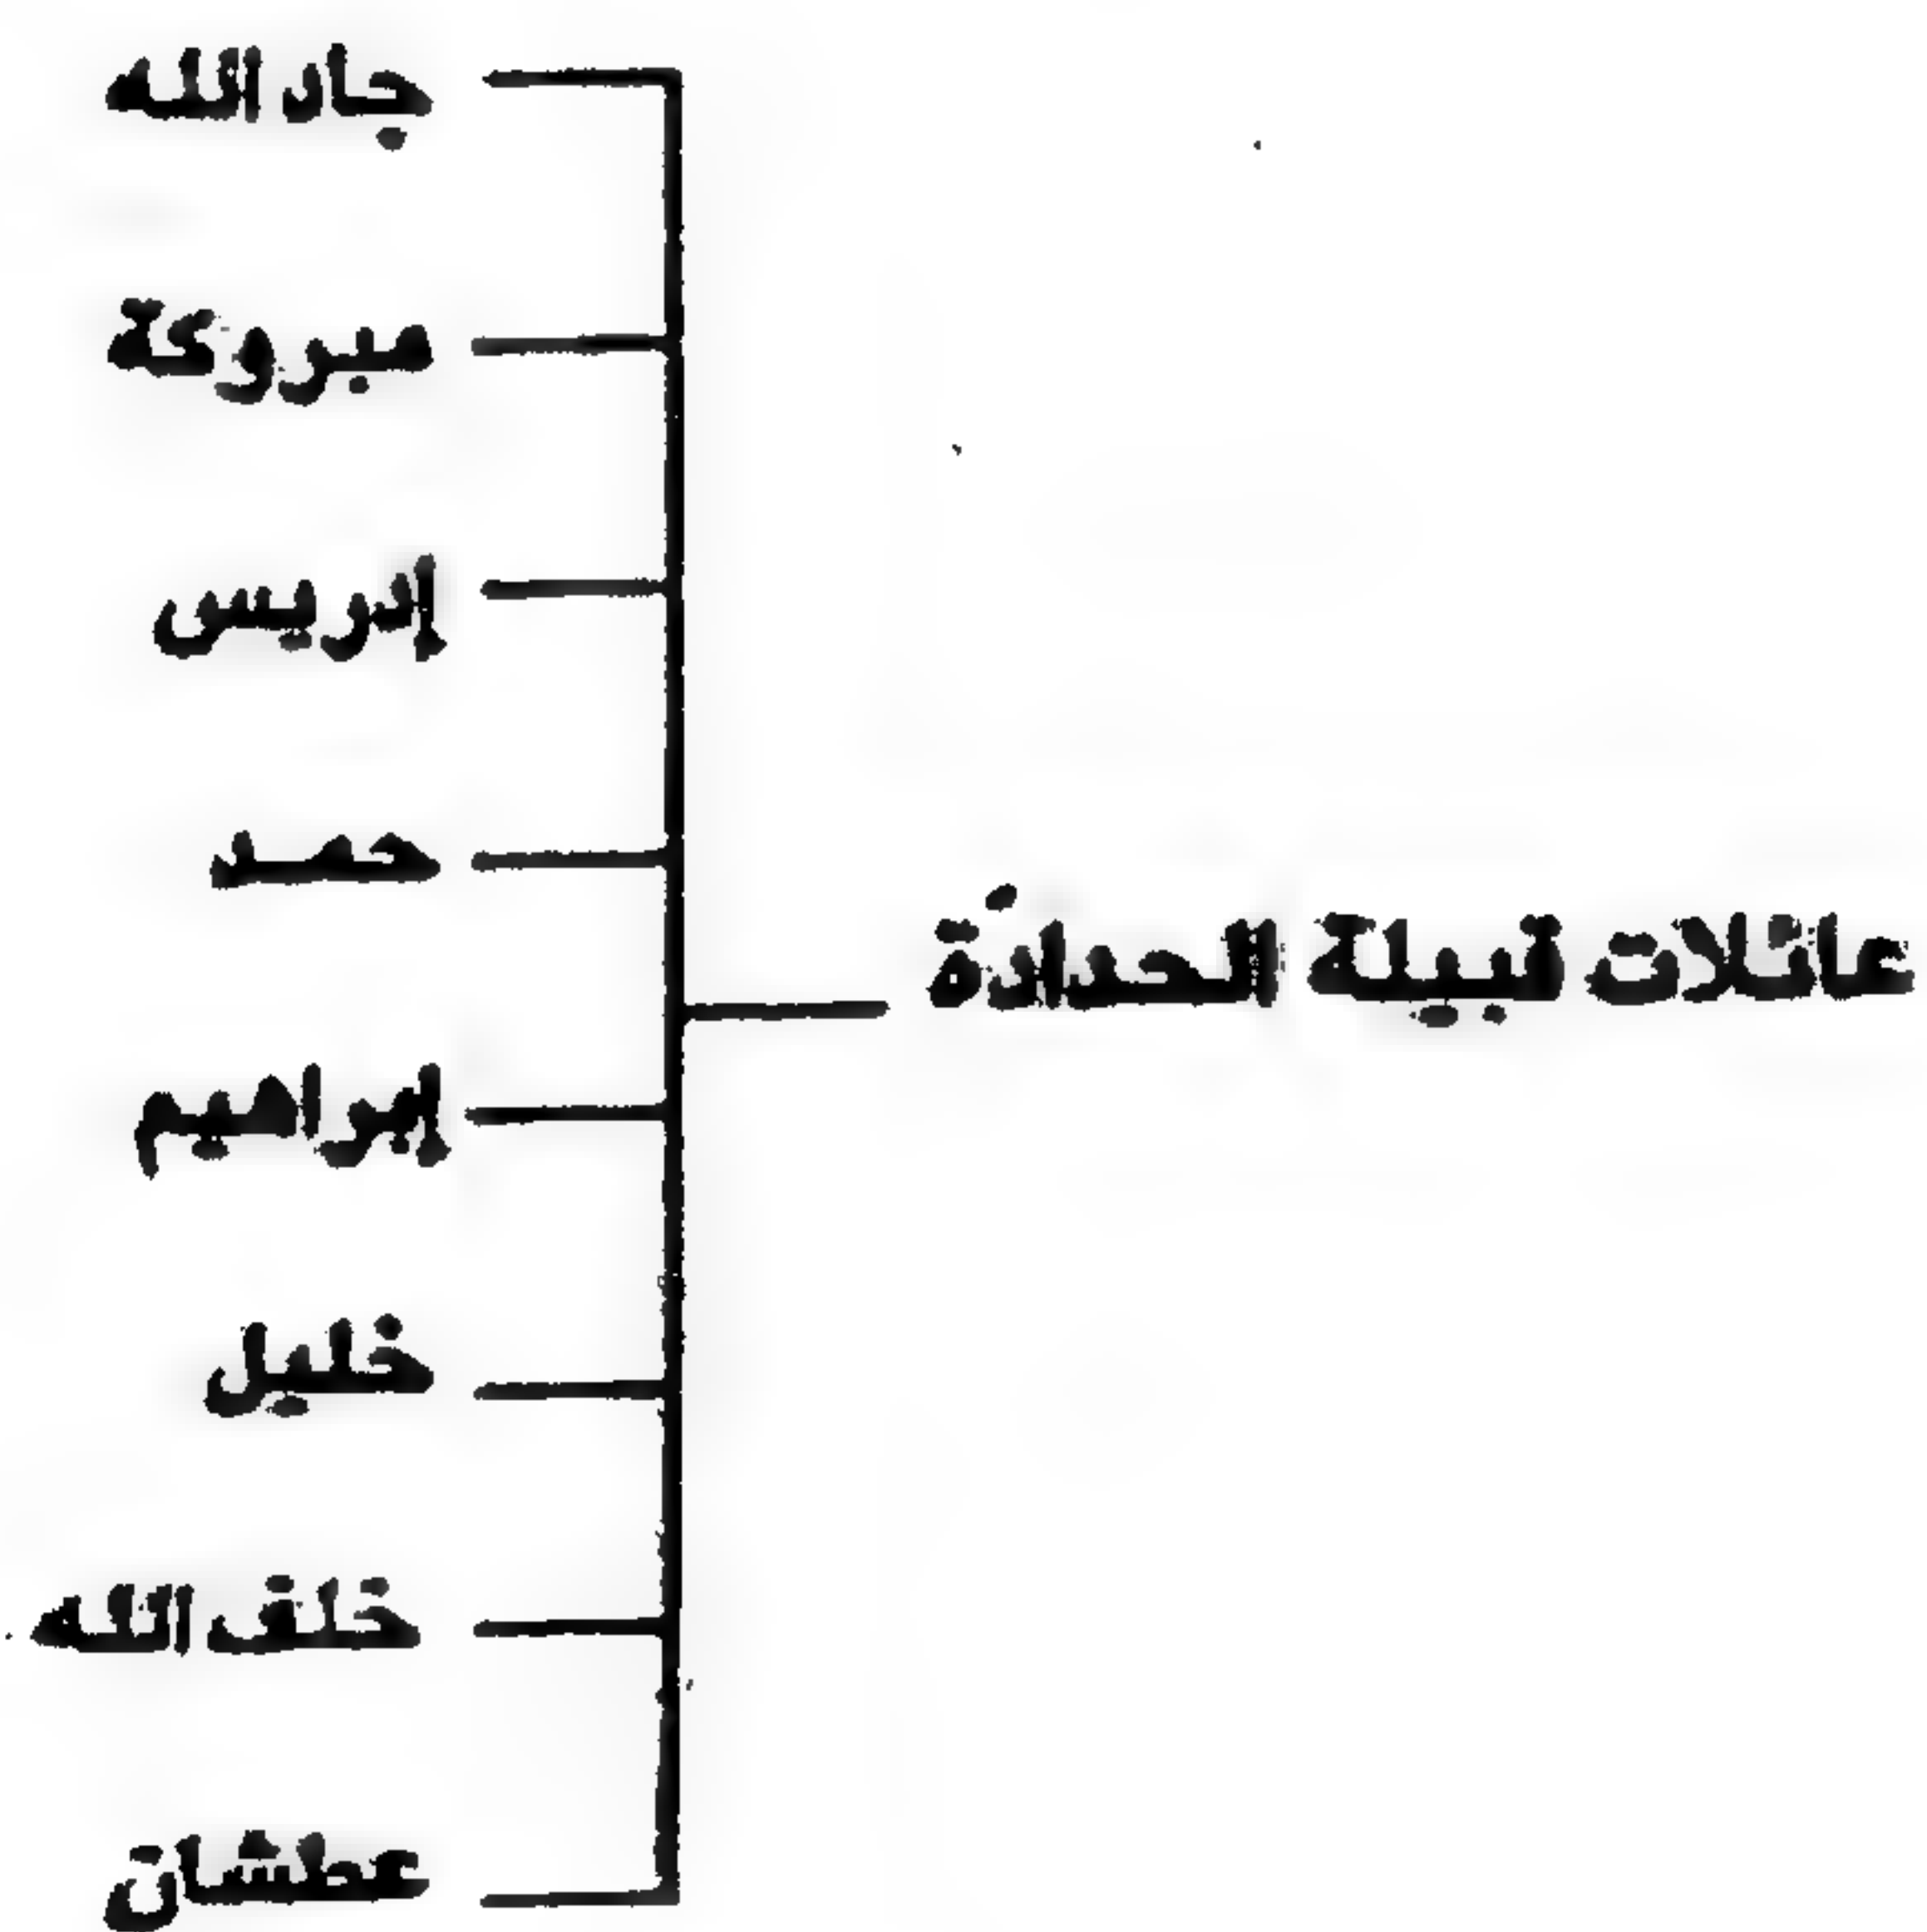 عائلات قبيلة الحدادة
جاد الله
مبروكة
إدريس
حمد
إبراهيم
خليل
خلف الله
عطشان